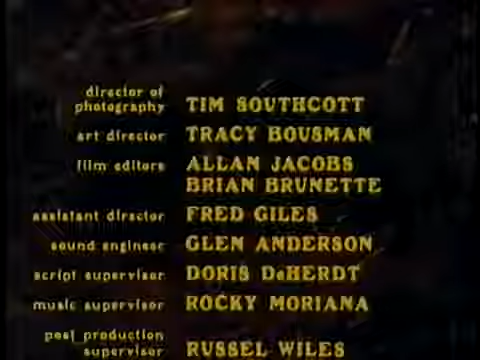 director of
photography TIM SOUTHCOTT
art director TRACY BOUSMAN
film editors ALLAN JACOBS
BRIAN BRUNETTE
assistant director FRED GILES
sound engineer GLEN ANDERSON
script supervisor DORIS DeHERDT
music supervisor ROCKY MORIANA
post production
supervisor RUSSEL WILES